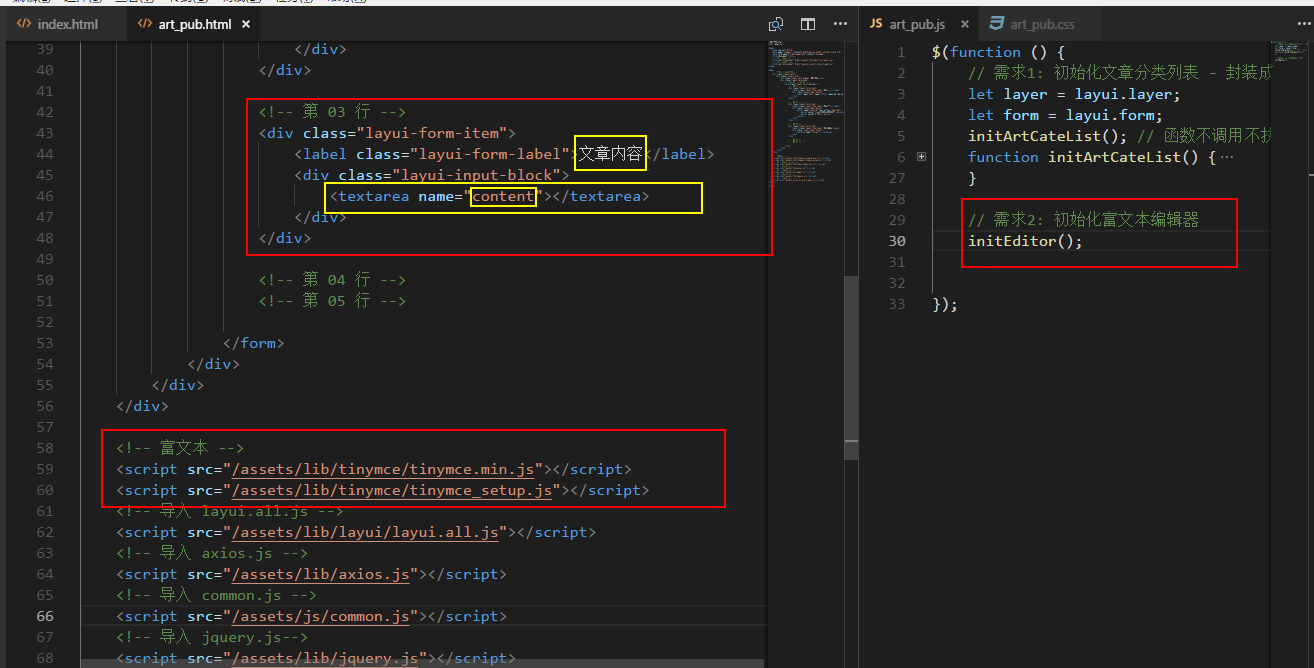 index.html
art_pub.html ×
39 </div>
40 </div>
41
42 <!-- 第 03 行 -->
43 <div class="layui-form-item">
44 <label class="layui-form-label">文章内容</label>
45 <div class="layui-input-block">
46 <textarea name="content"></textarea>
47 </div>
48 </div>
49
50 <!-- 第 04 行 -->
51 <!-- 第 05 行 -->
52
53 </form>
54 </div>
55 </div>
56 </div>
57
58 <!-- 富文本 -->
59 <script src="/assets/lib/tinymce/tinymce.min.js"></script>
60 <script src="/assets/lib/tinymce/tinymce_setup.js"></script>
61 <!-- 导入 layui.all.js -->
62 <script src="/assets/lib/layui/layui.all.js"></script>
63 <!-- 导入 axios.js -->
64 <script src="/assets/lib/axios.js"></script>
65 <!-- 导入 common.js -->
66 <script src="/assets/js/common.js"></script>
67 <!-- 导入 jquery.js-->
68 <script src="/assets/lib/jquery.js"></script>
JS art_pub.js ×
art_pub.css
1 $(function () {
2 // 需求1: 初始化文章分类列表 - 封装成
3 let layer = layui.layer;
4 let form = layui.form;
5 initArtCateList(); // 函数不调用不
6 function initArtCateList() {…
27 }
28
29 // 需求2: 初始化富文本编辑器
30 initEditor();
31
32
33 });